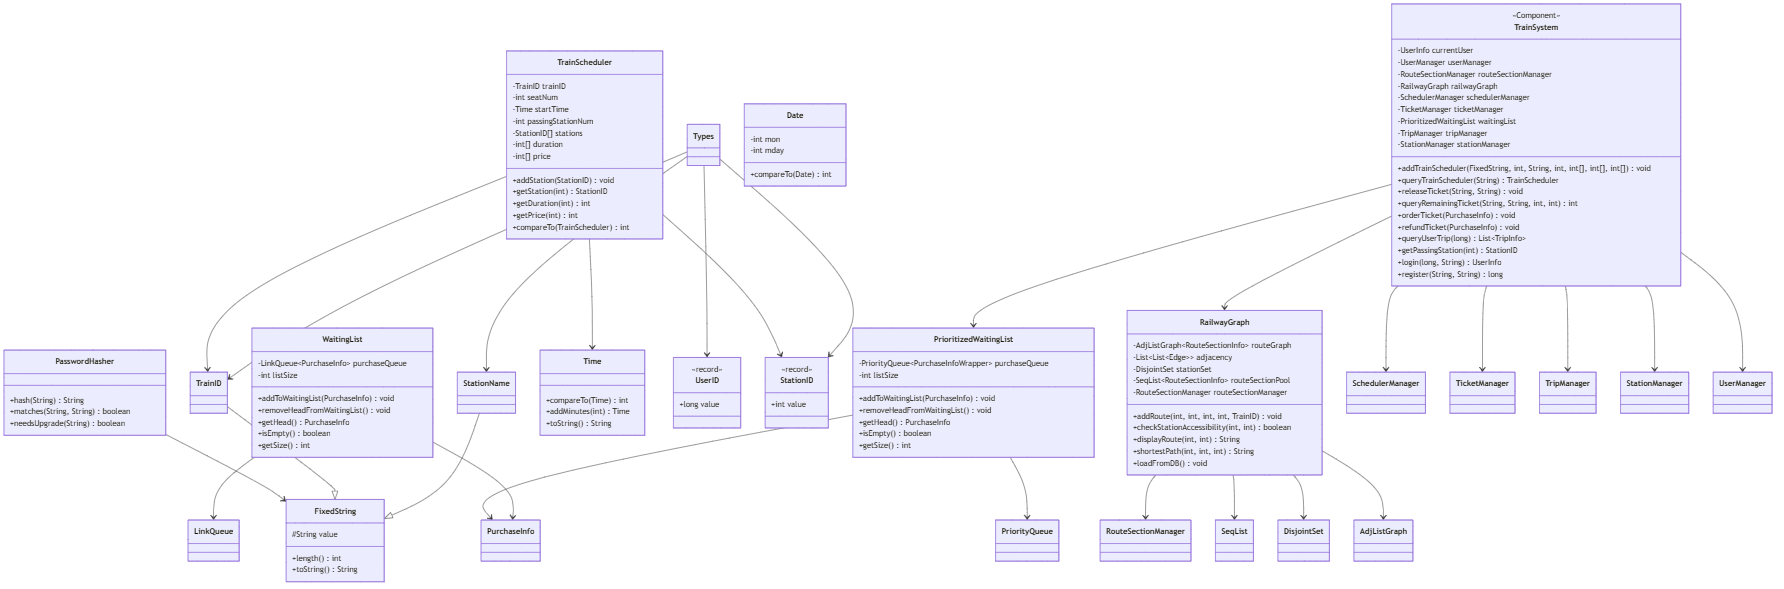 «Component»
TrainSystem
-UserInfo currentUser
-UserManager userManager
-RouteSectionManager routeSectionManager
-RailwayGraph railwayGraph
-SchedulerManager schedulerManager
-TicketManager ticketManager
-PrioritizedWaitingList waitingList
-TripManager tripManager
-StationManager stationManager
+addTrainScheduler(FixedString, int, String, int, int[], int[], int[]) : void
+queryTrainScheduler(String) : TrainScheduler
+releaseTicket(String, String) : void
+queryRemainingTicket(String, String, int, int) : int
+orderTicket(PurchaseInfo) : void
+refundTicket(PurchaseInfo) : void
+queryUserTrip(long) : List<TripInfo>
+getPassingStation(int) : StationID
+login(long, String) : UserInfo
+register(String, String) : long
TrainScheduler
-TrainID trainID
-int seatNum
-Time startTime
-int passingStationNum
-StationID[] stations
-int[] duration
-int[] price
+addStation(StationID) : void
+getStation(int) : StationID
+getDuration(int) : int
+getPrice(int) : int
+compareTo(TrainScheduler) : int
Types
Date
-int mon
-int mday
+compareTo(Date) : int
PasswordHasher
+hash(String) : String
+matches(String, String) : boolean
+needsUpgrade(String) : boolean
TrainID
WaitingList
-LinkQueue<PurchaseInfo> purchaseQueue
-int listSize
+addToWaitingList(PurchaseInfo) : void
+removeHeadFromWaitingList() : void
+getHead() : PurchaseInfo
+isEmpty() : boolean
+getSize() : int
StationName
Time
+compareTo(Time) : int
+addMinutes(int) : Time
+toString() : String
«record»
UserID
+long value
«record»
StationID
+int value
PrioritizedWaitingList
-PriorityQueue<PurchaseInfoWrapper> purchaseQueue
-int listSize
+addToWaitingList(PurchaseInfo) : void
+removeHeadFromWaitingList() : void
+getHead() : PurchaseInfo
+isEmpty() : boolean
+getSize() : int
RailwayGraph
-AdjListGraph<RouteSectionInfo> routeGraph
-List<List<Edge>> adjacency
-DisjointSet stationSet
-SeqList<RouteSectionInfo> routeSectionPool
-RouteSectionManager routeSectionManager
+addRoute(int, int, int, int, TrainID) : void
+checkStationAccessibility(int, int) : boolean
+displayRoute(int, int) : String
+shortestPath(int, int, int) : String
+loadFromDB() : void
SchedulerManager
TicketManager
TripManager
StationManager
UserManager
LinkQueue
FixedString
#String value
+length() : int
+toString() : String
PurchaseInfo
PriorityQueue
RouteSectionManager
SeqList
DisjointSet
AdjListGraph